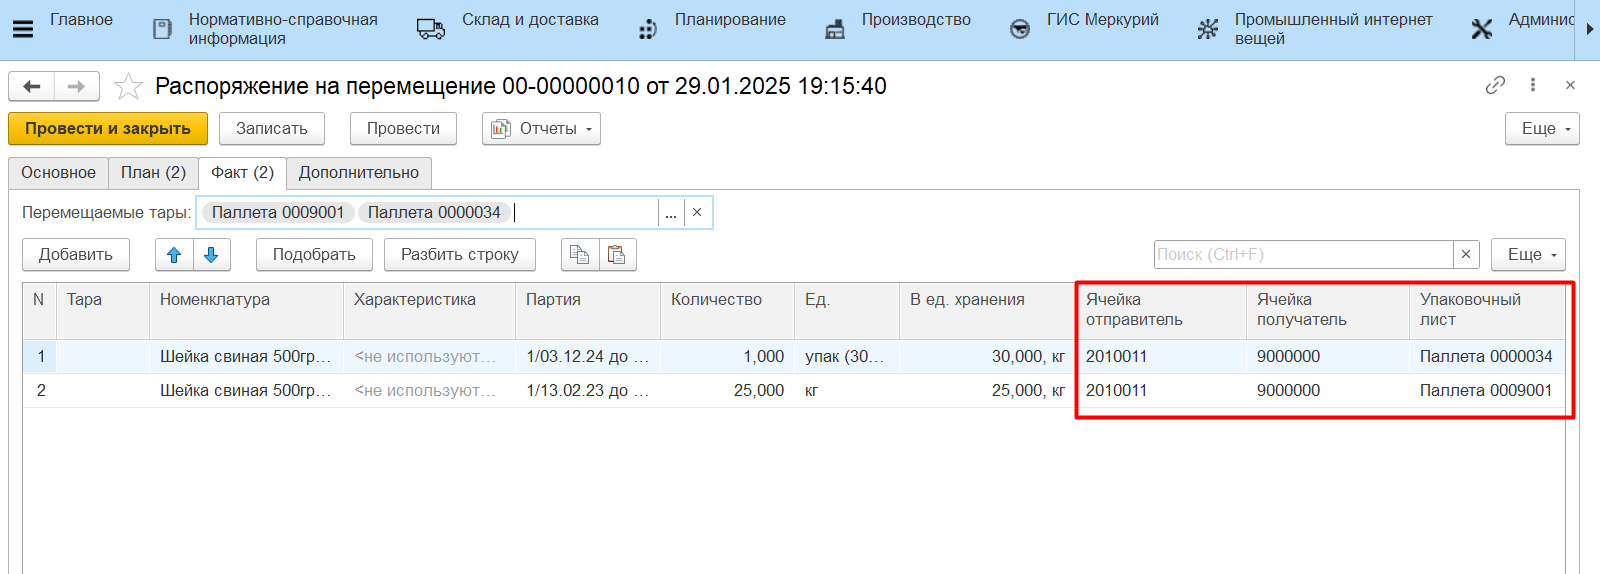 Главное
Нормативно-справочная
информация
Склад и доставка
Планирование
Производство
ГИС Меркурий
Промышленный интернет
вещей
Админис
Распоряжение на перемещение 00-00000010 от 29.01.2025 19:15:40
Провести и закрыть
Записать
Провести
Отчеты
Еще
Основное
План (2)
Факт (2)
Дополнительно
Перемещаемые тары: Паллета 0009001 Паллета 0000034 ... ×
Добавить
Подобрать
Разбить строку
Поиск (Ctrl+F) ×
Еще
N Тара Номенклатура Характеристика Партия Количество Ед. В ед. хранения Ячейка отправитель Ячейка получатель Упаковочный лист
1 Шейка свиная 500гр... <не используют... 1/03.12.24 до ... 1,000 упак (30... 30,000, кг 2010011 9000000 Паллета 0000034
2 Шейка свиная 500гр... <не используют... 1/13.02.23 до ... 25,000 кг 25,000, кг 2010011 9000000 Паллета 0009001